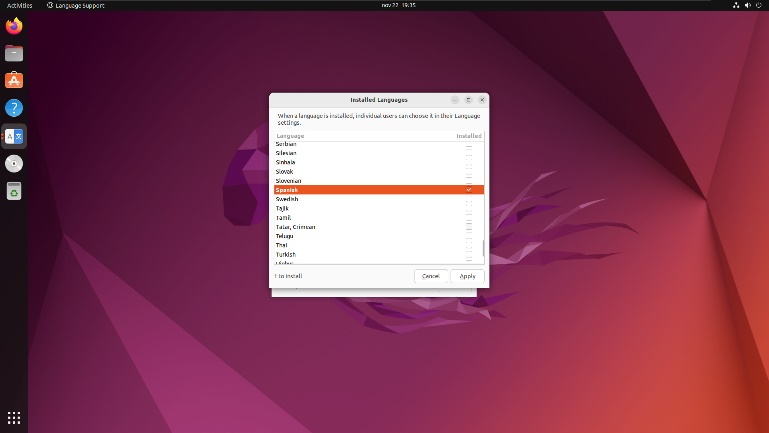 Activities
Language Support
nov 22 19:35
Installed Languages
When a language is installed, individual users can choose it in their Language
settings.
Language Installed
Serbian
Silesian
Sinhala
Slovak
Slovenian
Spanish
Swedish
Tajik
Tamil
Tatar, Crimean
Telugu
Thai
Turkish
1 to install
Cancel
Apply